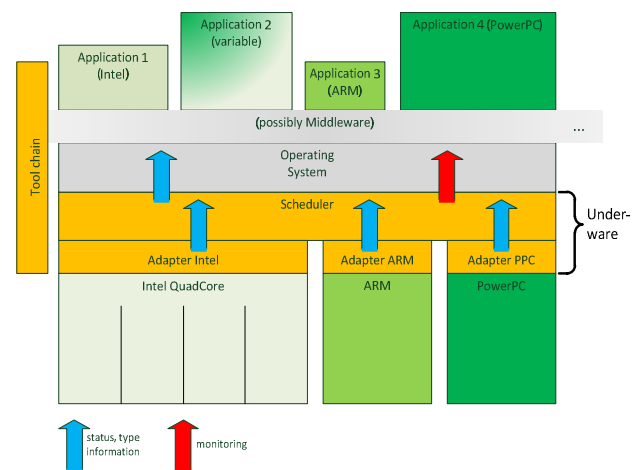 Application 1
(Intel)
Application 2
(variable)
Application 3
(ARM)
Application 4 (PowerPC)
Tool chain
(possibly Middleware)
...
Operating
System
Scheduler
Under-
ware
Adapter Intel
Adapter ARM
Adapter PPC
Intel QuadCore
ARM
PowerPC
status, type
information
monitoring